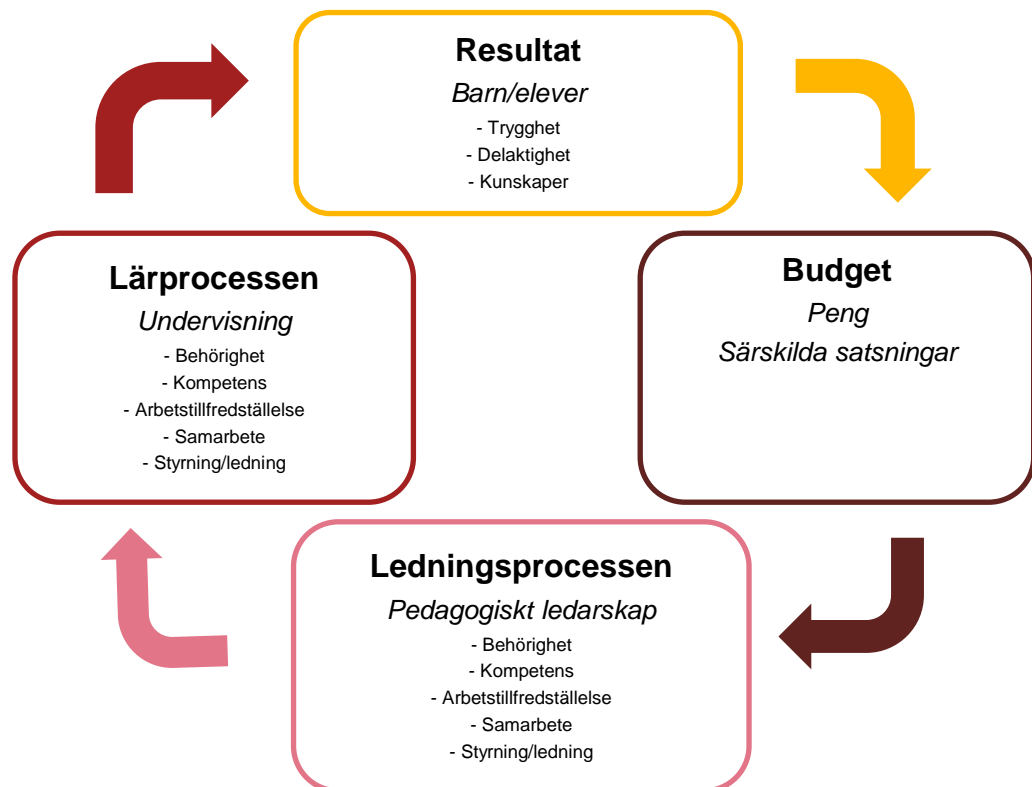 Resultat
Barn/elever
- Trygghet
- Delaktighet
- Kunskaper
Lärprocessen
Undervisning
- Behörighet
- Kompetens
- Arbetstillfredställelse
- Samarbete
- Styrning/ledning
Budget
Peng
Särskilda satsningar
Ledningsprocessen
Pedagogiskt ledarskap
- Behörighet
- Kompetens
- Arbetstillfredställelse
- Samarbete
- Styrning/ledning